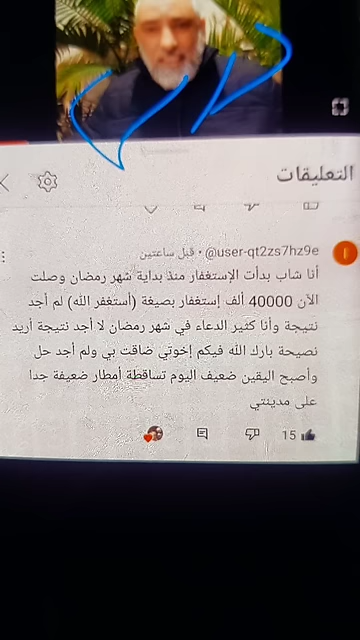 التعليقات
@user-qt2zs7hz9e • قبل ساعتين
أنا شاب بدأت الإستغفار منذ بداية شهر رمضان وصلت
الآن 40000 ألف إستغفار بصيغة (أستغفر الله) لم أجد
نتيجة وأنا كثير الدعاء في شهر رمضان لا أجد نتيجة أريد
نصيحة بارك الله فيكم إخوتي ضاقت بي ولم أجد حل
وأصبح اليقين ضعيف اليوم تساقطة أمطار ضعيفة جدا
على مدينتي
15